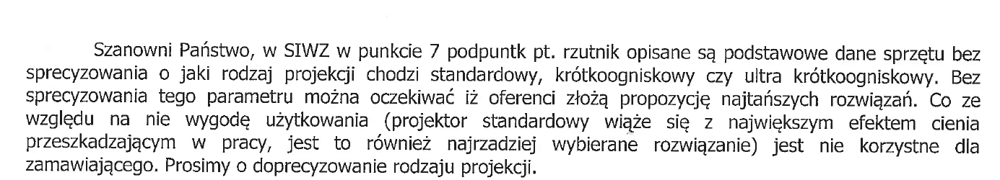 Szanowni Państwo, w SIWZ w punkcie 7 podpuntk pt. rzutnik opisane są podstawowe dane sprzętu bez
sprecyzowania o jaki rodzaj projekcji chodzi standardowy, krótkoogniskowy czy ultra krótkoogniskowy. Bez
sprecyzowania tego parametru można oczekiwać iż oferenci złożą propozycję najtańszych rozwiązań. Co ze
względu na nie wygodę użytkowania (projektor standardowy wiąże się z największym efektem cienia
przeszkadzającym w pracy, jest to również najrzadziej wybierane rozwiązanie) jest nie korzystne dla
zamawiającego. Prosimy o doprecyzowanie rodzaju projekcji.